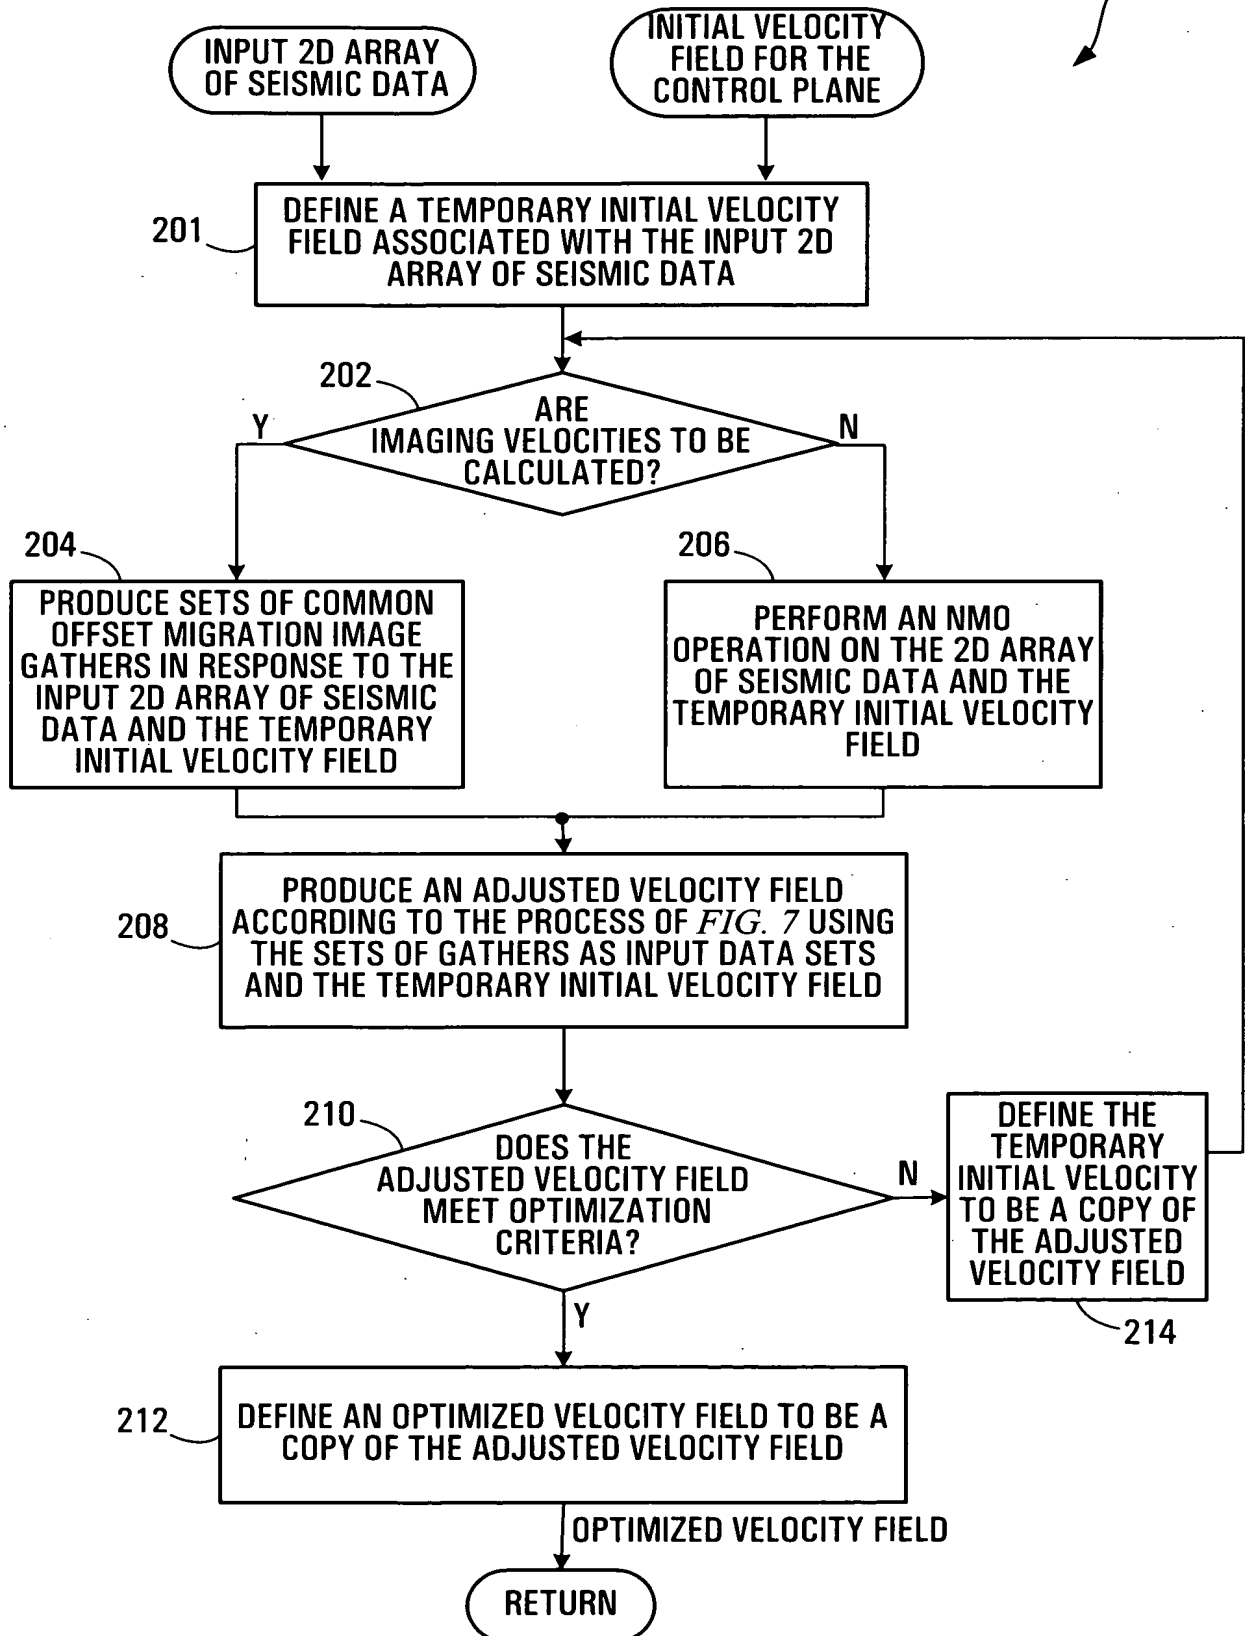 INPUT 2D ARRAY
OF SEISMIC DATA
INITIAL VELOCITY
FIELD FOR THE
CONTROL PLANE
201
DEFINE A TEMPORARY INITIAL VELOCITY
FIELD ASSOCIATED WITH THE INPUT 2D
ARRAY OF SEISMIC DATA
202
ARE
IMAGING VELOCITIES TO BE
CALCULATED?
Y
N
204
PRODUCE SETS OF COMMON
OFFSET MIGRATION IMAGE
GATHERS IN RESPONSE TO THE
INPUT 2D ARRAY OF SEISMIC
DATA AND THE TEMPORARY
INITIAL VELOCITY FIELD
206
PERFORM AN NMO
OPERATION ON THE 2D ARRAY
OF SEISMIC DATA AND THE
TEMPORARY INITIAL VELOCITY
FIELD
208
PRODUCE AN ADJUSTED VELOCITY FIELD
ACCORDING TO THE PROCESS OF FIG. 7 USING
THE SETS OF GATHERS AS INPUT DATA SETS
AND THE TEMPORARY INITIAL VELOCITY FIELD
210
DOES THE
ADJUSTED VELOCITY FIELD
MEET OPTIMIZATION
CRITERIA?
N
DEFINE THE
TEMPORARY
INITIAL VELOCITY
TO BE A COPY OF
THE ADJUSTED
VELOCITY FIELD
214
Y
212
DEFINE AN OPTIMIZED VELOCITY FIELD TO BE A
COPY OF THE ADJUSTED VELOCITY FIELD
OPTIMIZED VELOCITY FIELD
RETURN